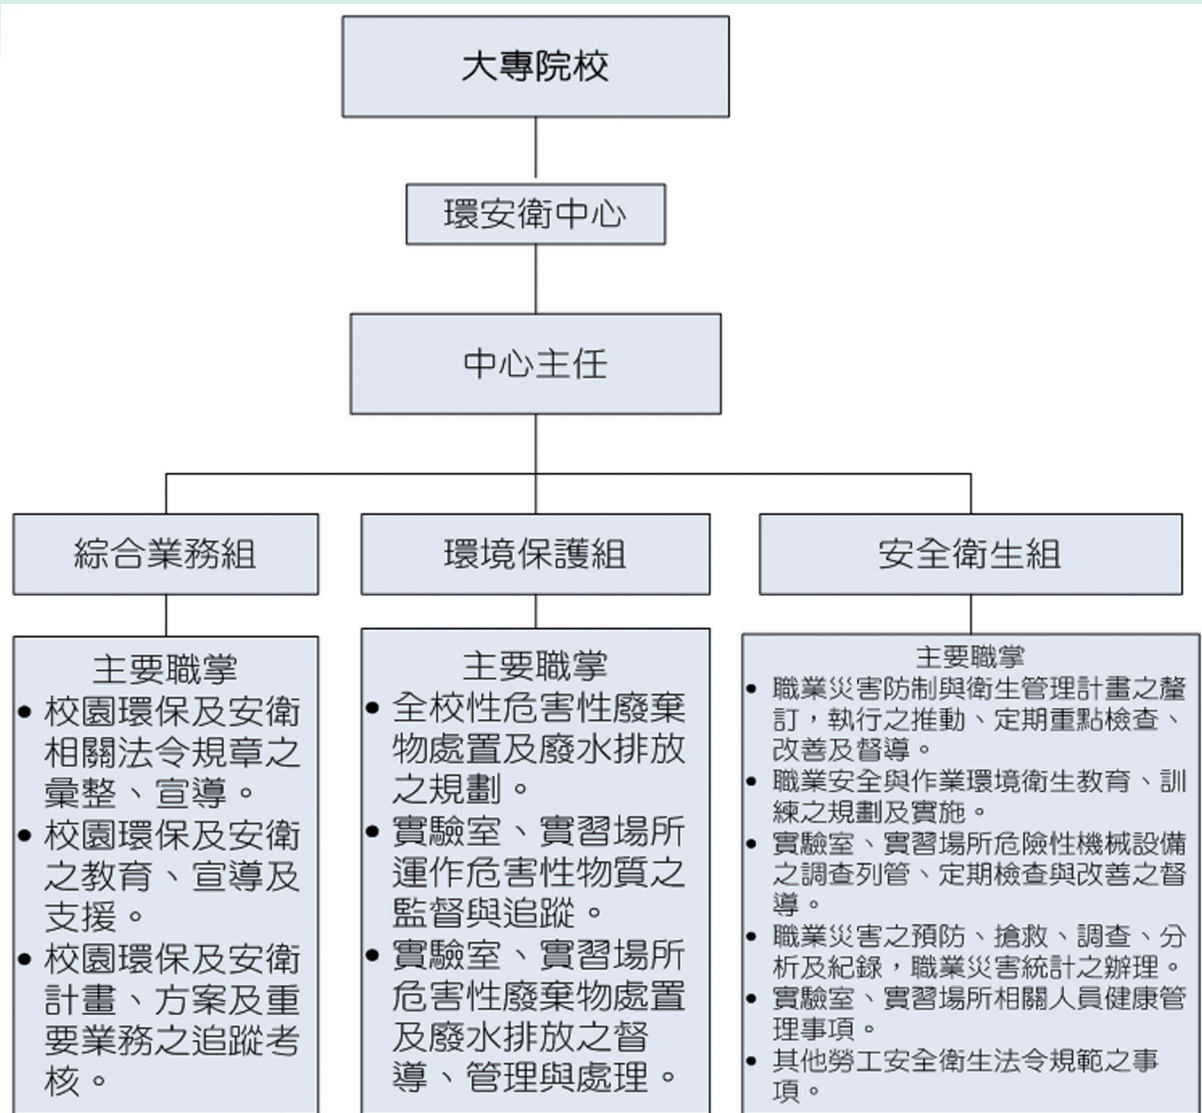 大專院校
環安衛中心
中心主任
綜合業務組
主要職掌
• 校園環保及安衛
相關法令規章之
彙整、宣導。
• 校園環保及安衛
之教育、宣導及
支援。
• 校園環保及安衛
計畫、方案及重
要業務之追蹤考
核。
環境保護組
主要職掌
• 全校性危害性廢棄
物處置及廢水排放
之規劃。
• 實驗室、實習場所
運作危害性物質之
監督與追蹤。
• 實驗室、實習場所
危害性廢棄物處置
及廢水排放之督
導、管理與處理。
安全衛生組
主要職掌
• 職業災害防制與衛生管理計畫之釐
訂，執行之推動、定期重點檢查、
改善及督導。
• 職業安全與作業環境衛生教育、訓
練之規劃及實施。
• 實驗室、實習場所危險性機械設備
之調查列管、定期檢查與改善之督
導。
• 職業災害之預防、搶救、調查、分
析及紀錄，職業災害統計之辦理。
• 實驗室、實習場所相關人員健康管
理事項。
• 其他勞工安全衛生法令規範之事
項。